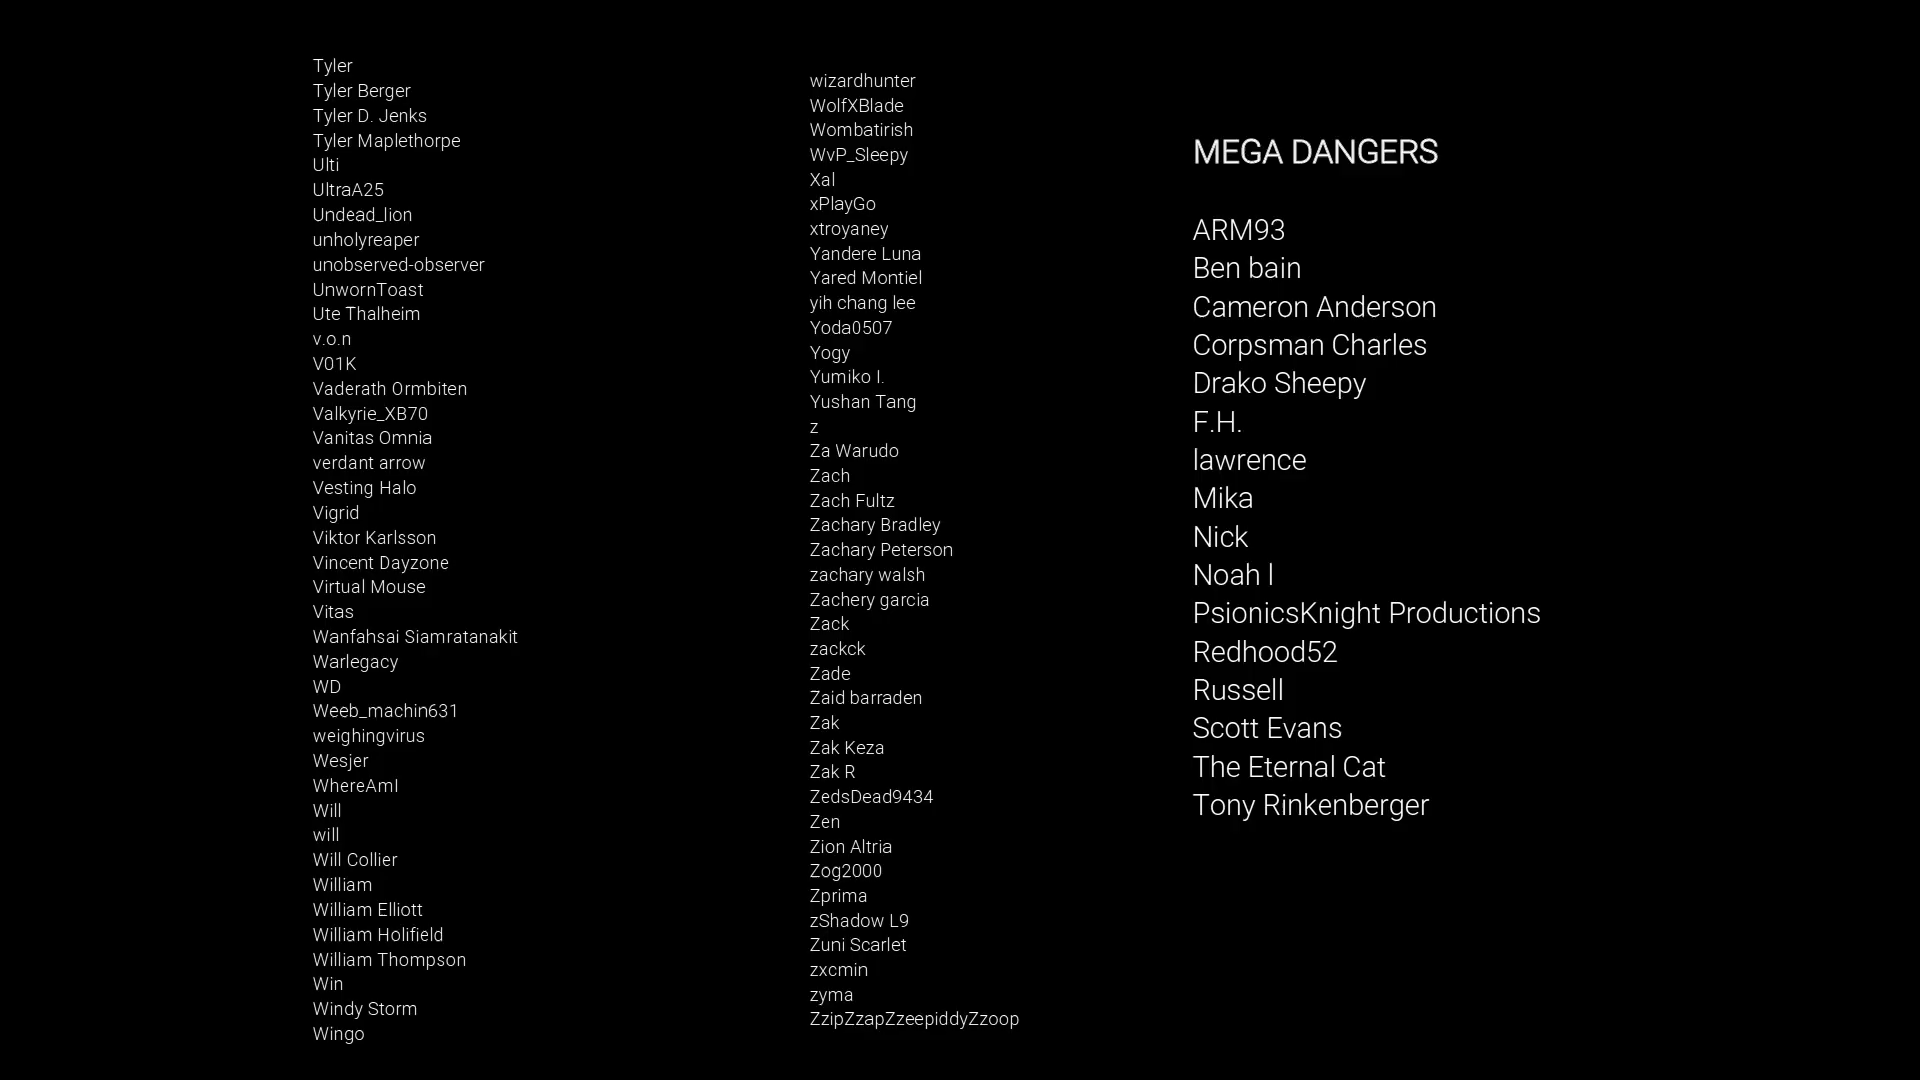 Tyler
Tyler Berger
Tyler D. Jenks
Tyler Maplethorpe
Ulti
UltraA25
Undead_lion
unholyreaper
unobserved-observer
UnwornToast
Ute Thalheim
v.o.n
V01K
Vaderath Ormbiten
Valkyrie_XB70
Vanitas Omnia
verdant arrow
Vesting Halo
Vigrid
Viktor Karlsson
Vincent Dayzone
Virtual Mouse
Vitas
Wanfahsai Siamratanakit
Warlegacy
WD
Weeb_machin631
weighingvirus
Wesjer
WhereAmI
Will
will
Will Collier
William
William Elliott
William Holifield
William Thompson
Win
Windy Storm
Wingo
wizardhunter
WolfXBlade
Wombatirish
WvP_Sleepy
Xal
xPlayGo
xtroyaney
Yandere Luna
Yared Montiel
yih chang lee
Yoda0507
Yogy
Yumiko I.
Yushan Tang
z
Za Warudo
Zach
Zach Fultz
Zachary Bradley
Zachary Peterson
zachary walsh
Zachery garcia
Zack
zackck
Zade
Zaid barraden
Zak
Zak Keza
Zak R
ZedsDead9434
Zen
Zion Altria
Zog2000
Zprima
zShadow L9
Zuni Scarlet
zxcmin
zyma
ZzipZzapZzeepiddyZzoop
MEGA DANGERS
ARM93
Ben bain
Cameron Anderson
Corpsman Charles
Drako Sheepy
F.H.
lawrence
Mika
Nick
Noah l
PsionicsKnight Productions
Redhood52
Russell
Scott Evans
The Eternal Cat
Tony Rinkenberger